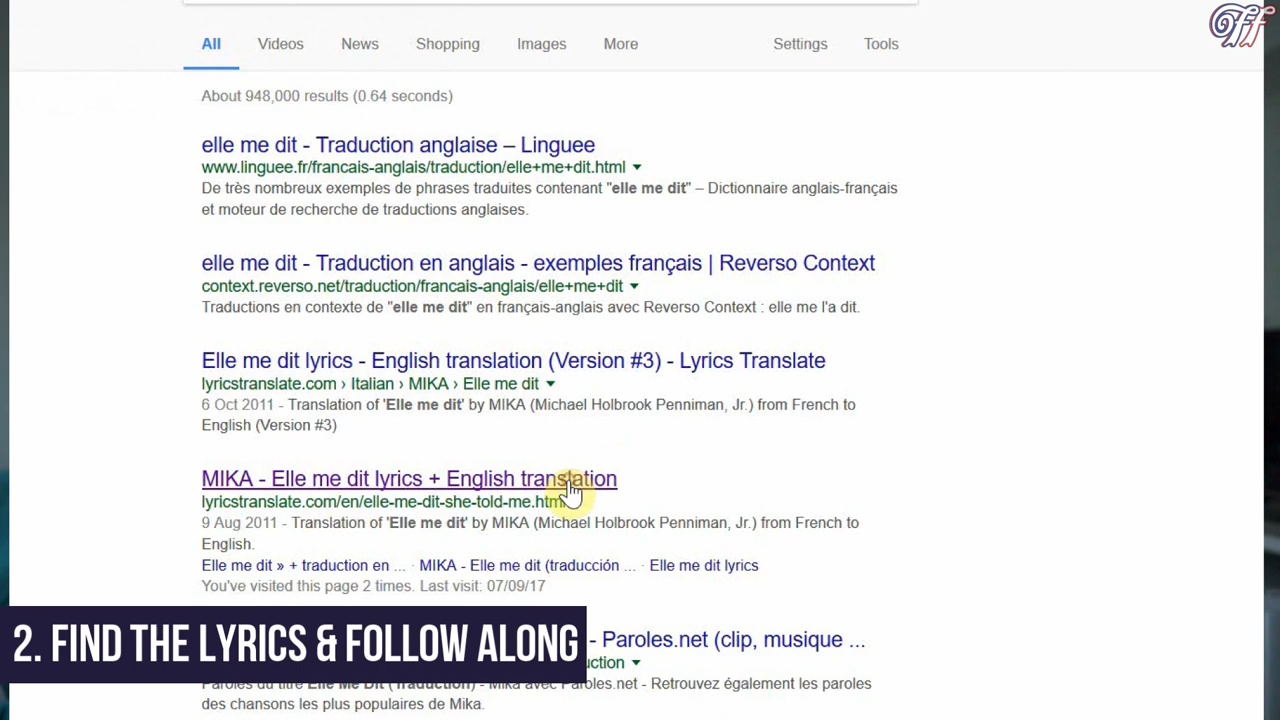 Ff
All Videos News Shopping Images More Settings Tools
About 948,000 results (0.64 seconds)
elle me dit - Traduction anglaise – Linguee
www.linguee.fr/francais-anglais/traduction/elle+me+dit.html
De très nombreux exemples de phrases traduites contenant "elle me dit" – Dictionnaire anglais-français
et moteur de recherche de traductions anglaises.
elle me dit - Traduction en anglais - exemples français | Reverso Context
context.reverso.net/traduction/francais-anglais/elle+me+dit
Traductions en contexte de "elle me dit" en français-anglais avec Reverso Context : elle me l'a dit.
Elle me dit lyrics - English translation (Version #3) - Lyrics Translate
lyricstranslate.com › Italian › MIKA › Elle me dit
6 Oct 2011 - Translation of 'Elle me dit' by MIKA (Michael Holbrook Penniman, Jr.) from French to
English (Version #3)
MIKA - Elle me dit lyrics + English translation
lyricstranslate.com/en/elle-me-dit-she-told-me.html
9 Aug 2011 - Translation of 'Elle me dit' by MIKA (Michael Holbrook Penniman, Jr.) from French to
English.
Elle me dit » + traduction en ... · MIKA - Elle me dit (traducción ... · Elle me dit lyrics
You've visited this page 2 times. Last visit: 07/09/17
- Paroles.net (clip, musique ...
uction
Paroles du titre Elle Me Dit (Traduction) - Mika avec Paroles.net - Retrouvez également les paroles
des chansons les plus populaires de Mika.
2. FIND THE LYRICS & FOLLOW ALONG